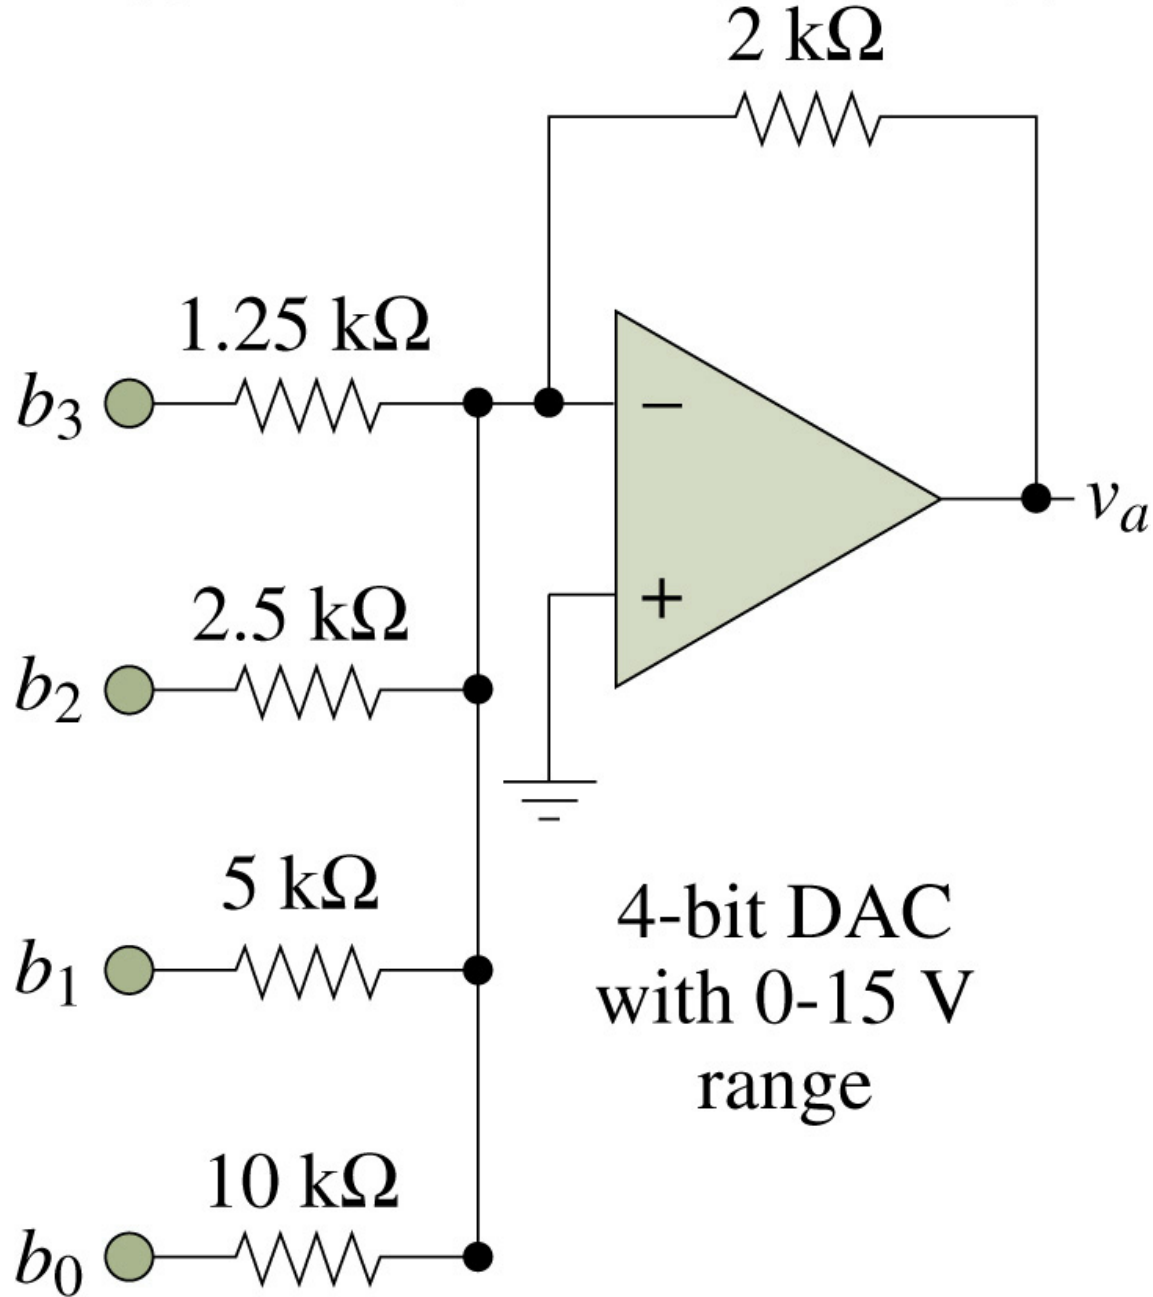 2 kΩ
1.25 kΩ
b₃
−
vₐ
2.5 kΩ
+
b₂
5 kΩ
b₁
4-bit DAC
with 0-15 V
range
10 kΩ
b₀